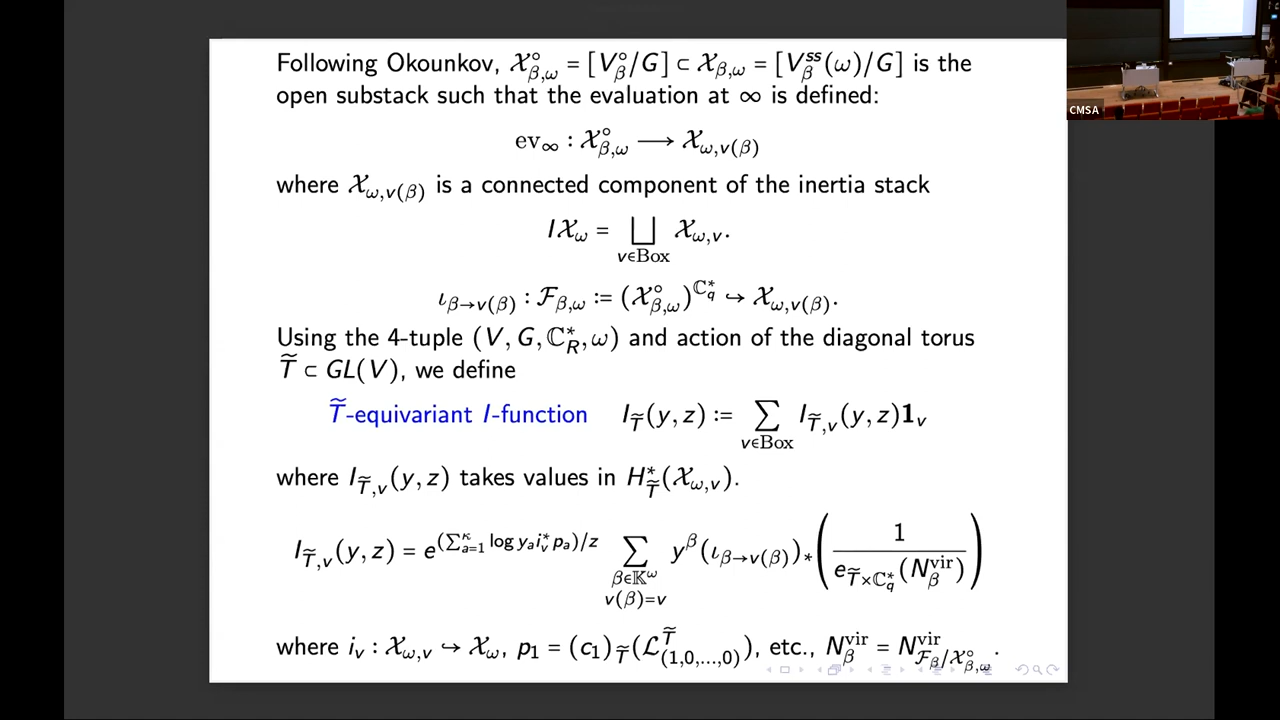 Following Okounkov, 𝒳°_{β,ω} = [V°_β/G] ⊂ 𝒳_{β,ω} = [V^{ss}_β(ω)/G] is the
open substack such that the evaluation at ∞ is defined:
ev_∞ : 𝒳°_{β,ω} ⟶ 𝒳_{ω,v(β)}
where 𝒳_{ω,v(β)} is a connected component of the inertia stack
I𝒳_ω = ⨆_{v∈Box} 𝒳_{ω,v}.
ι_{β→v(β)} : ℱ_{β,ω} := (𝒳°_{β,ω})^{ℂ*_q} ↪ 𝒳_{ω,v(β)}.
Using the 4-tuple (V, G, ℂ*_R, ω) and action of the diagonal torus
T̃ ⊂ GL(V), we define
T̃-equivariant I-function I_T̃(y, z) := ∑_{v∈Box} I_{T̃,v}(y, z)𝟏_v
where I_{T̃,v}(y, z) takes values in H*_T̃(𝒳_{ω,v}).
I_{T̃,v}(y, z) = e^{(∑_{a=1}^κ log y_a i*_v p_a)/z} ∑_{β∈𝕂^ω, v(β)=v} y^β (ι_{β→v(β)})_* (1 / e_{T̃×ℂ*_q}(N^{vir}_β))
where i_v : 𝒳_{ω,v} ↪ 𝒳_ω, p_1 = (c_1)_T̃(ℒ^T̃_{(1,0,...,0)}), etc., N^{vir}_β = N^{vir}_{ℱ_β/𝒳°_{β,ω}}.
CMSA